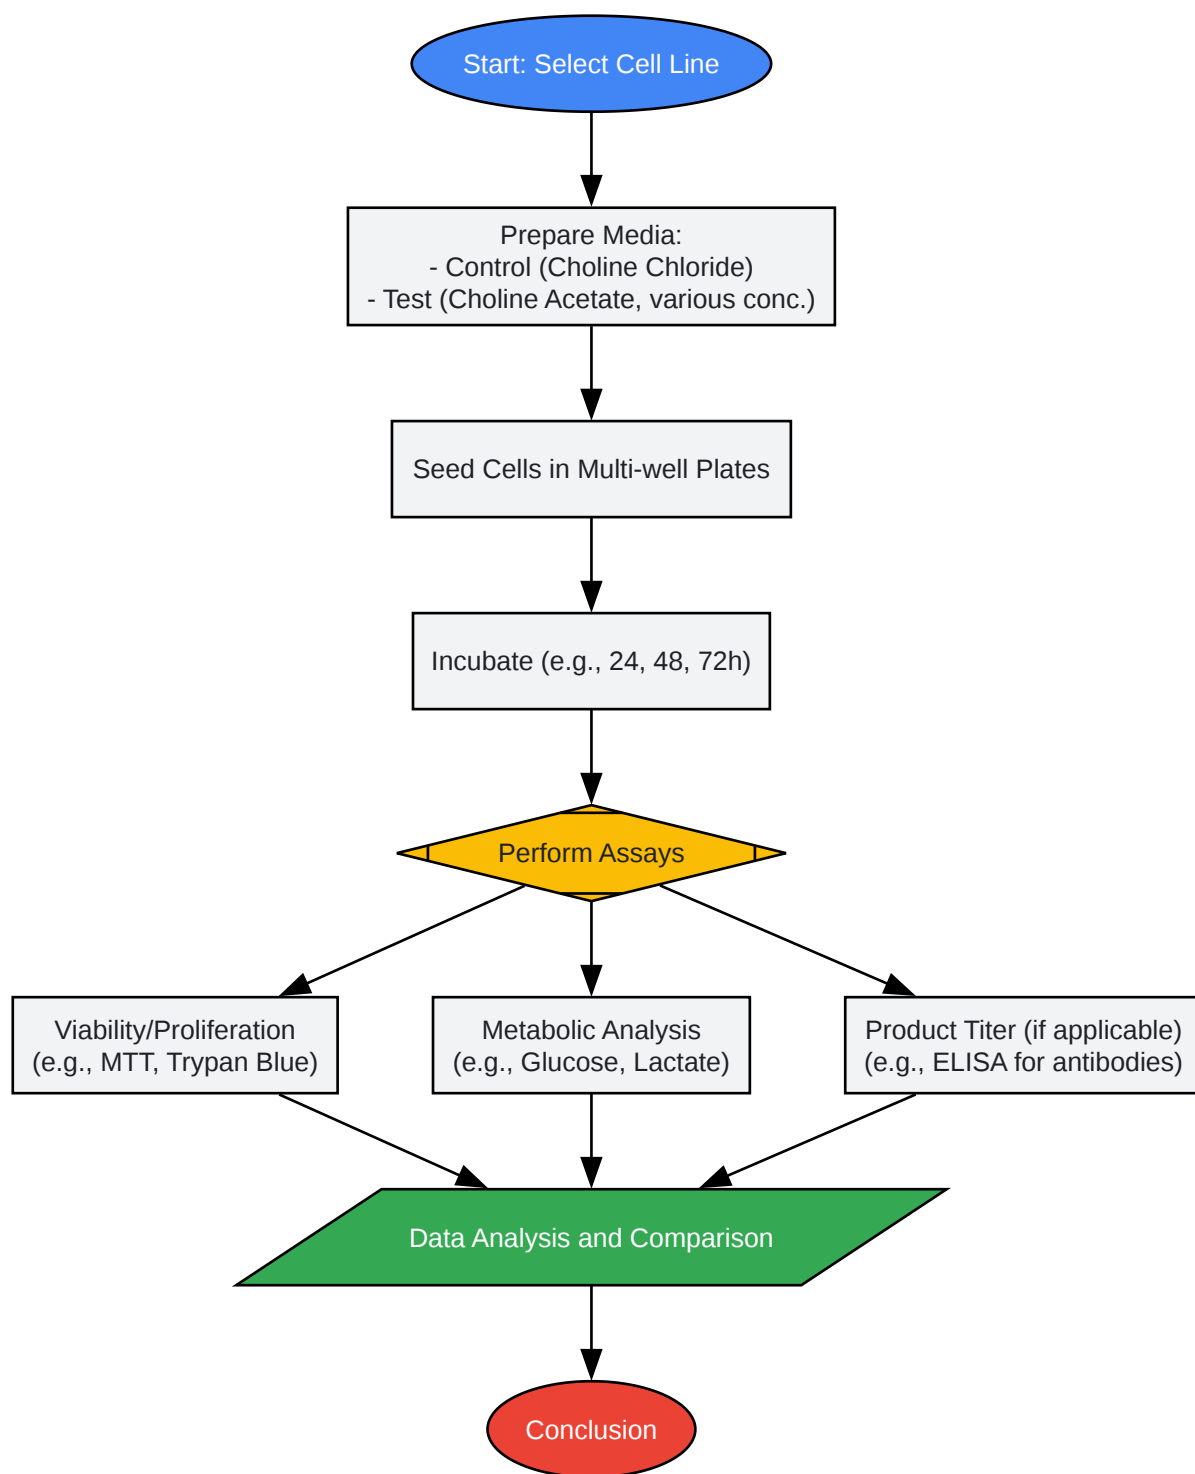 Start: Select Cell Line
Prepare Media:
- Control (Choline Chloride)
- Test (Choline Acetate, various conc.)
Seed Cells in Multi-well Plates
Incubate (e.g., 24, 48, 72h)
Perform Assays
Viability/Proliferation
(e.g., MTT, Trypan Blue)
Metabolic Analysis
(e.g., Glucose, Lactate)
Product Titer (if applicable)
(e.g., ELISA for antibodies)
Data Analysis and Comparison
Conclusion